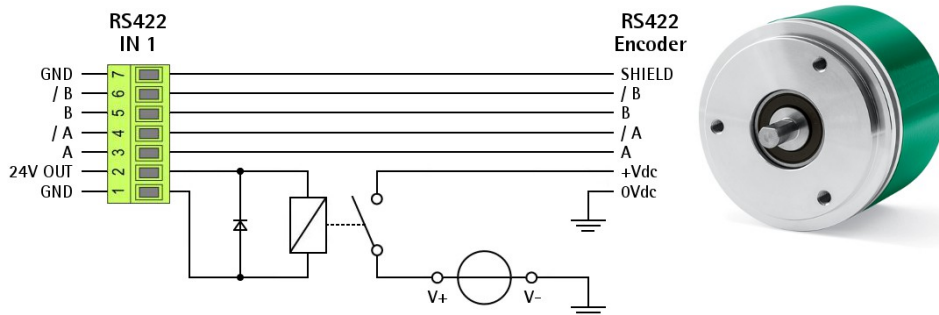 RS422
IN 1
RS422
Encoder
GND 7 SHIELD
/ B 6 / B
B 5 B
/ A 4 / A
A 3 A
24V OUT 2 +Vdc
GND 1 0Vdc
V+ V-